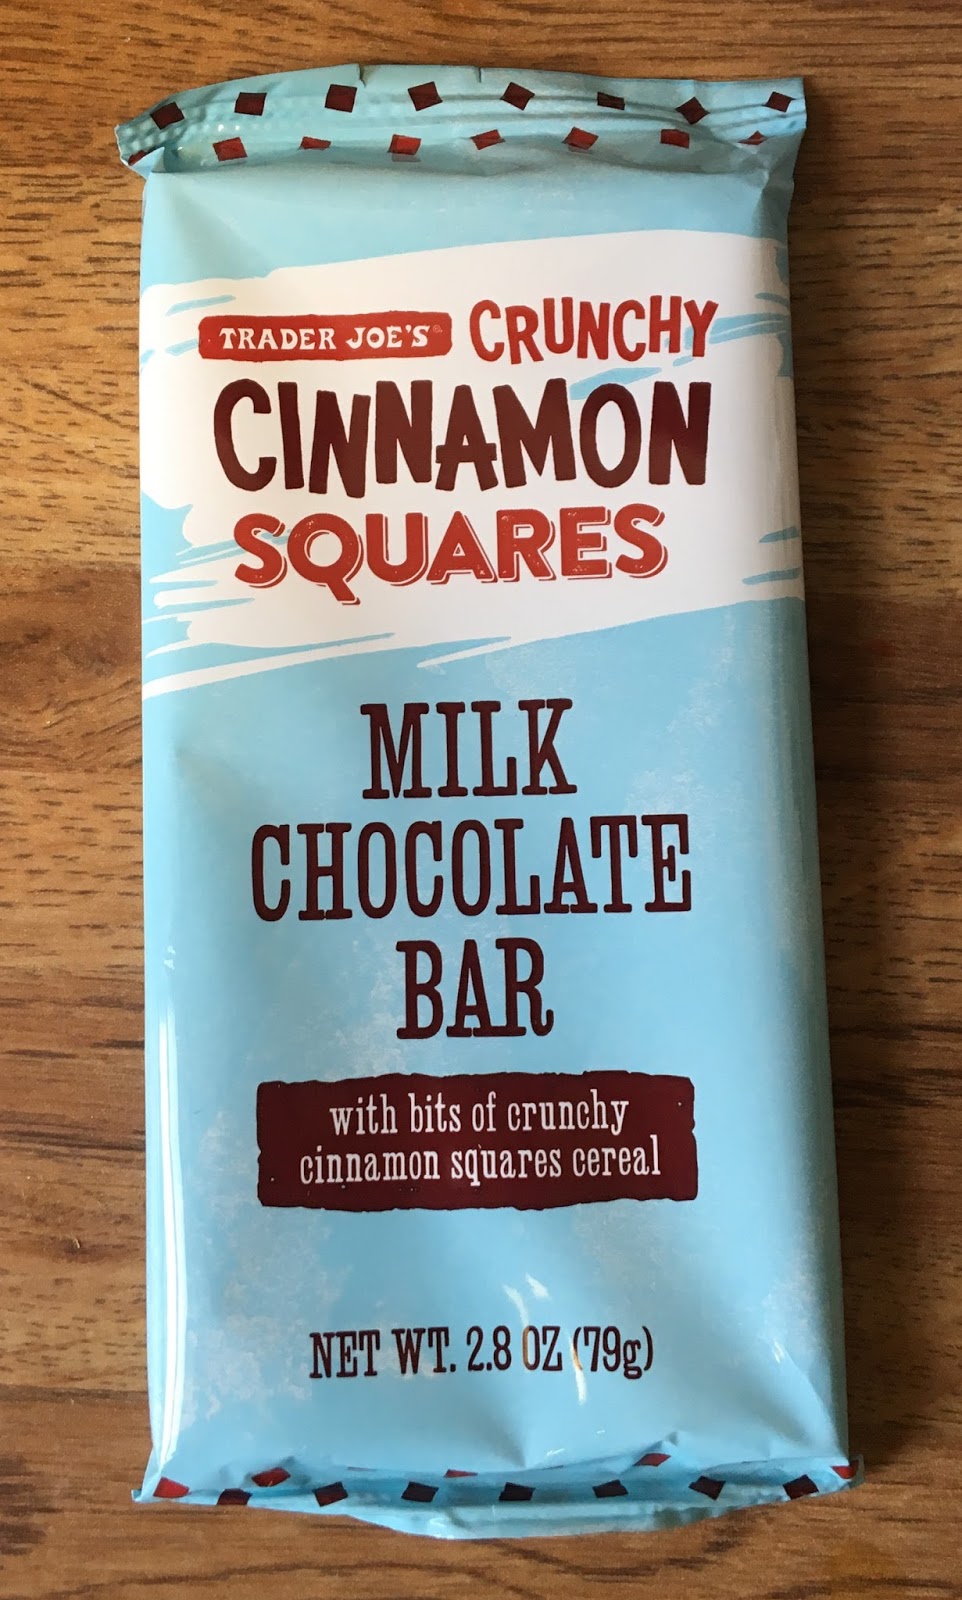 TRADER JOE'S® CRUNCHY
CINNAMON
SQUARES
MILK
CHOCOLATE
BAR
with bits of crunchy
cinnamon squares cereal
NET WT. 2.8 OZ (79g)